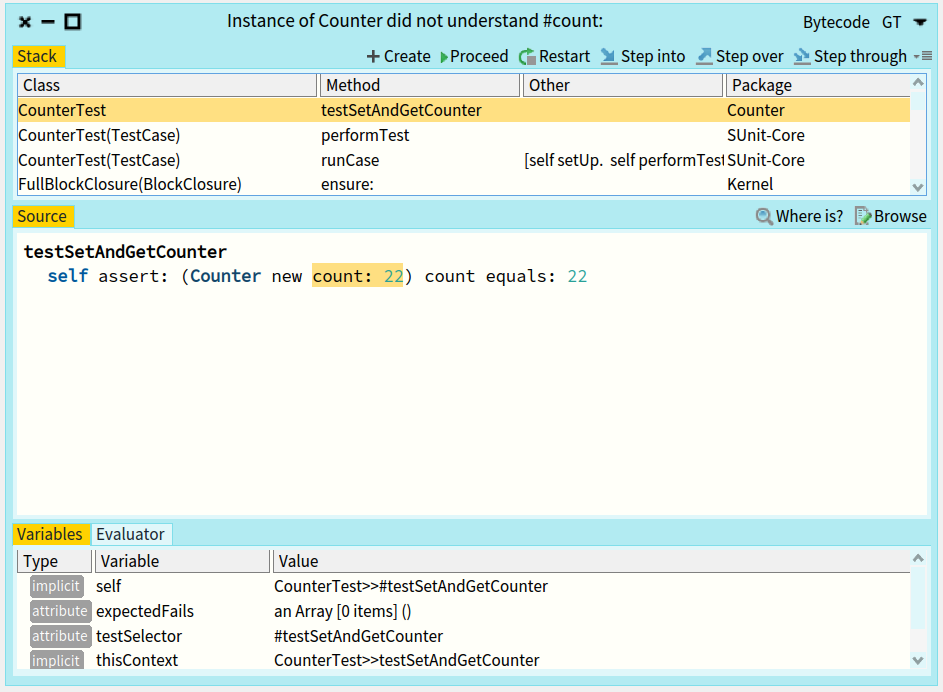 Instance of Counter did not understand #count: Bytecode GT
Stack Create Proceed Restart Step into Step over Step through
Class Method Other Package
CounterTest testSetAndGetCounter Counter
CounterTest(TestCase) performTest SUnit-Core
CounterTest(TestCase) runCase [self setUp. self performTest SUnit-Core
FullBlockClosure(BlockClosure) ensure: Kernel
Source Where is? Browse
testSetAndGetCounter
self assert: (Counter new count: 22) count equals: 22
Variables Evaluator
Type Variable Value
implicit self CounterTest>>#testSetAndGetCounter
attribute expectedFails an Array [0 items] ()
attribute testSelector #testSetAndGetCounter
implicit thisContext CounterTest>>testSetAndGetCounter